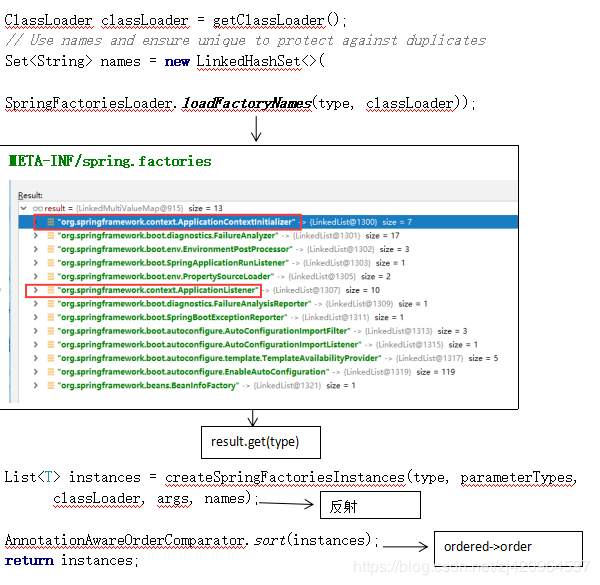 ClassLoader classLoader = getClassLoader();
// Use names and ensure unique to protect against duplicates
Set<String> names = new LinkedHashSet<>(
SpringFactoriesLoader.loadFactoryNames(type, classLoader));
META-INF/spring.factories
Result:
result = {LinkedMultiValueMap@915} size = 13
"org.springframework.context.ApplicationContextInitializer" -> {LinkedList@1300} size = 7
"org.springframework.boot.diagnostics.FailureAnalyzer" -> {LinkedList@1301} size = 17
"org.springframework.boot.env.EnvironmentPostProcessor" -> {LinkedList@1302} size = 3
"org.springframework.boot.SpringApplicationRunListener" -> {LinkedList@1303} size = 1
"org.springframework.boot.env.PropertySourceLoader" -> {LinkedList@1305} size = 2
"org.springframework.context.ApplicationListener" -> {LinkedList@1307} size = 10
"org.springframework.boot.diagnostics.FailureAnalysisReporter" -> {LinkedList@1309} size = 1
"org.springframework.boot.SpringBootExceptionReporter" -> {LinkedList@1311} size = 1
"org.springframework.boot.autoconfigure.AutoConfigurationImportFilter" -> {LinkedList@1313} size = 3
"org.springframework.boot.autoconfigure.AutoConfigurationImportListener" -> {LinkedList@1315} size = 1
"org.springframework.boot.autoconfigure.template.TemplateAvailabilityProvider" -> {LinkedList@1317} size = 5
"org.springframework.boot.autoconfigure.EnableAutoConfiguration" -> {LinkedList@1319} size = 119
"org.springframework.beans.BeanInfoFactory" -> {LinkedList@1321} size = 1
result.get(type)
List<T> instances = createSpringFactoriesInstances(type, parameterTypes,
classLoader, args, names);
反射
AnnotationAwareOrderComparator.sort(instances);
ordered->order
return instances;